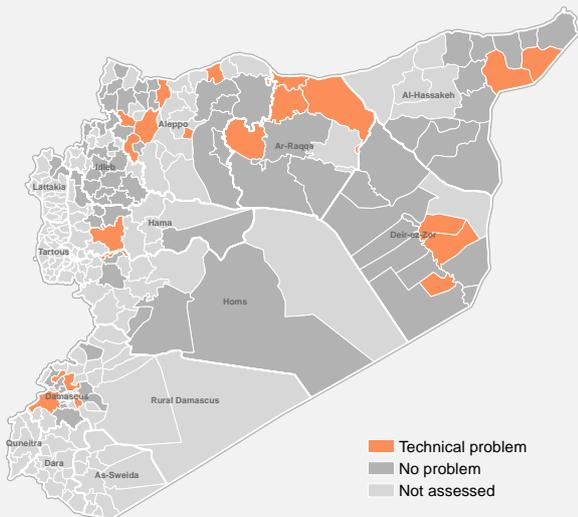 Al-Hassakeh
Aleppo
Ar-Raqqa
Idleb
Lattakia
Hama
Deir-ez-Zor
Tartous
Homs
Damascus
Rural Damascus
Quneitra
Dara
As-Sweida
Technical problem
No problem
Not assessed